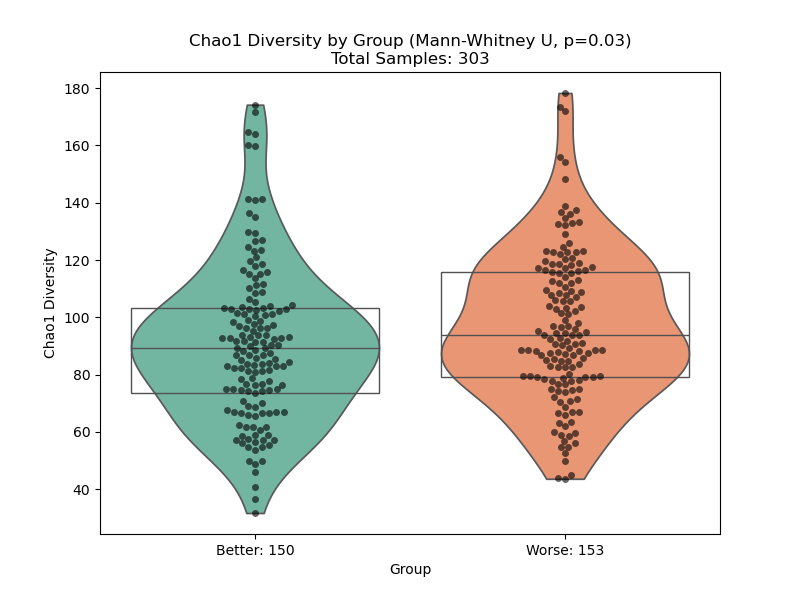 Chao1 Diversity by Group (Mann-Whitney U, p=0.03)
Total Samples: 303
180
160
140
120
100
80
60
40
Chao1 Diversity
Better: 150
Worse: 153
Group